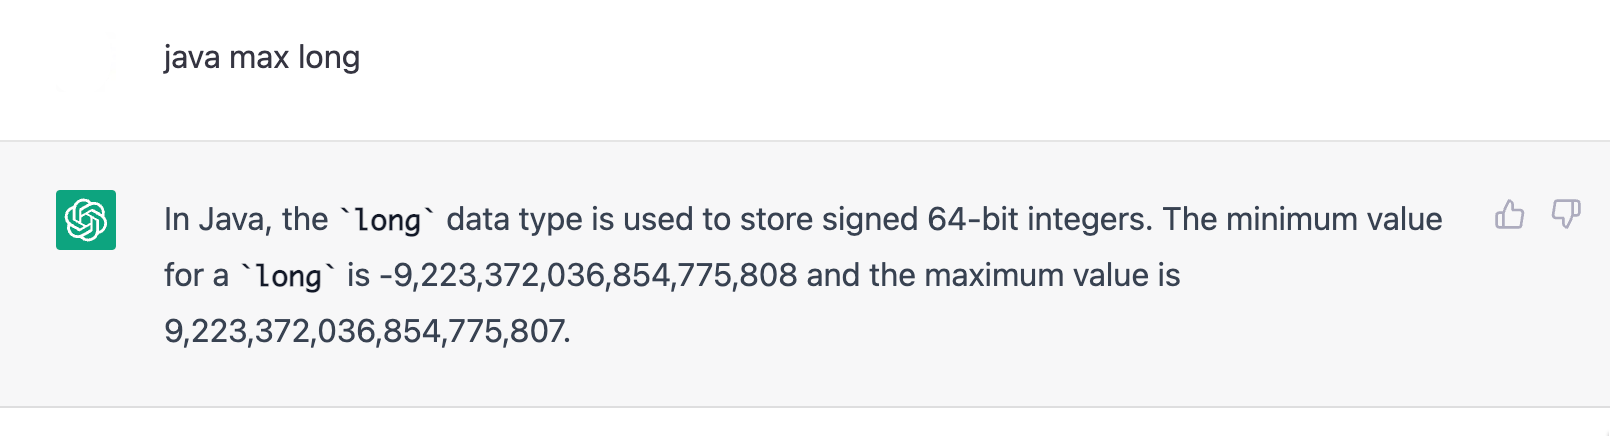 java max long
In Java, the `long` data type is used to store signed 64-bit integers. The minimum value
for a `long` is -9,223,372,036,854,775,808 and the maximum value is
9,223,372,036,854,775,807.